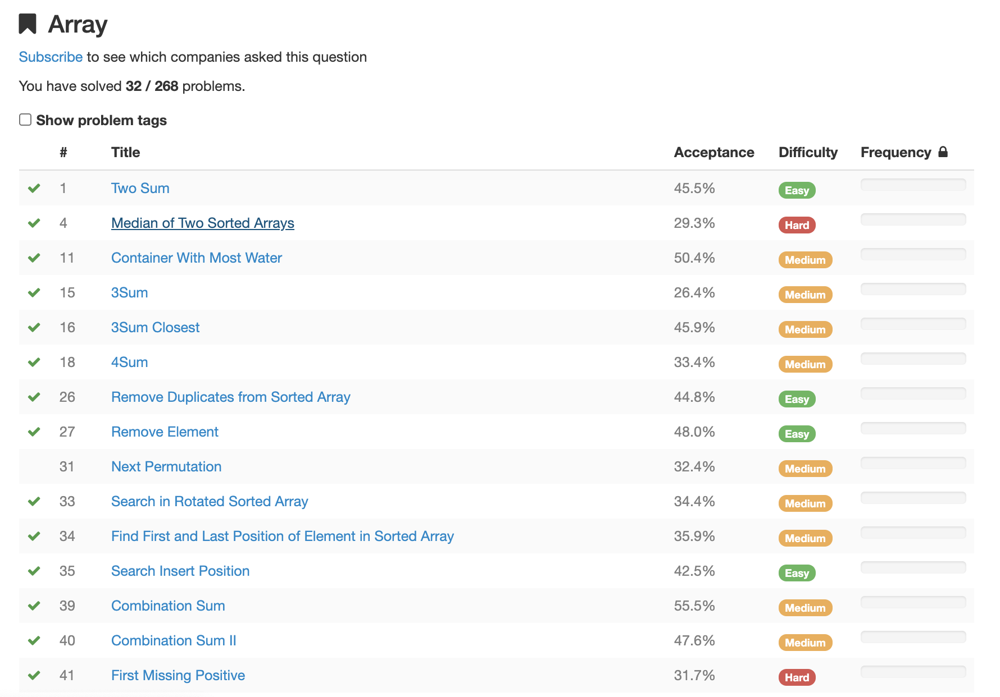 Array
Subscribe to see which companies asked this question
You have solved 32 / 268 problems.
Show problem tags
# Title Acceptance Difficulty Frequency
1 Two Sum 45.5% Easy
4 Median of Two Sorted Arrays 29.3% Hard
11 Container With Most Water 50.4% Medium
15 3Sum 26.4% Medium
16 3Sum Closest 45.9% Medium
18 4Sum 33.4% Medium
26 Remove Duplicates from Sorted Array 44.8% Easy
27 Remove Element 48.0% Easy
31 Next Permutation 32.4% Medium
33 Search in Rotated Sorted Array 34.4% Medium
34 Find First and Last Position of Element in Sorted Array 35.9% Medium
35 Search Insert Position 42.5% Easy
39 Combination Sum 55.5% Medium
40 Combination Sum II 47.6% Medium
41 First Missing Positive 31.7% Hard